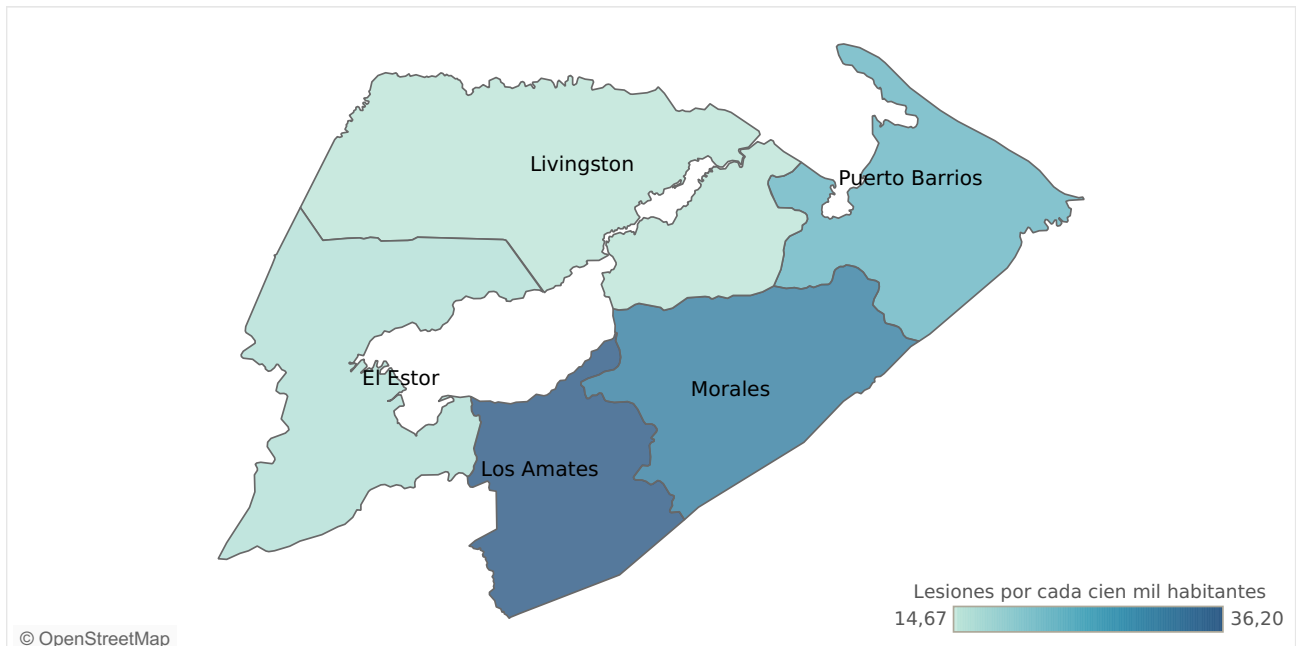 Livingston
Puerto Barrios
El Estor
Morales
Los Amates
Lesiones por cada cien mil habitantes
14,67 36,20
© OpenStreetMap